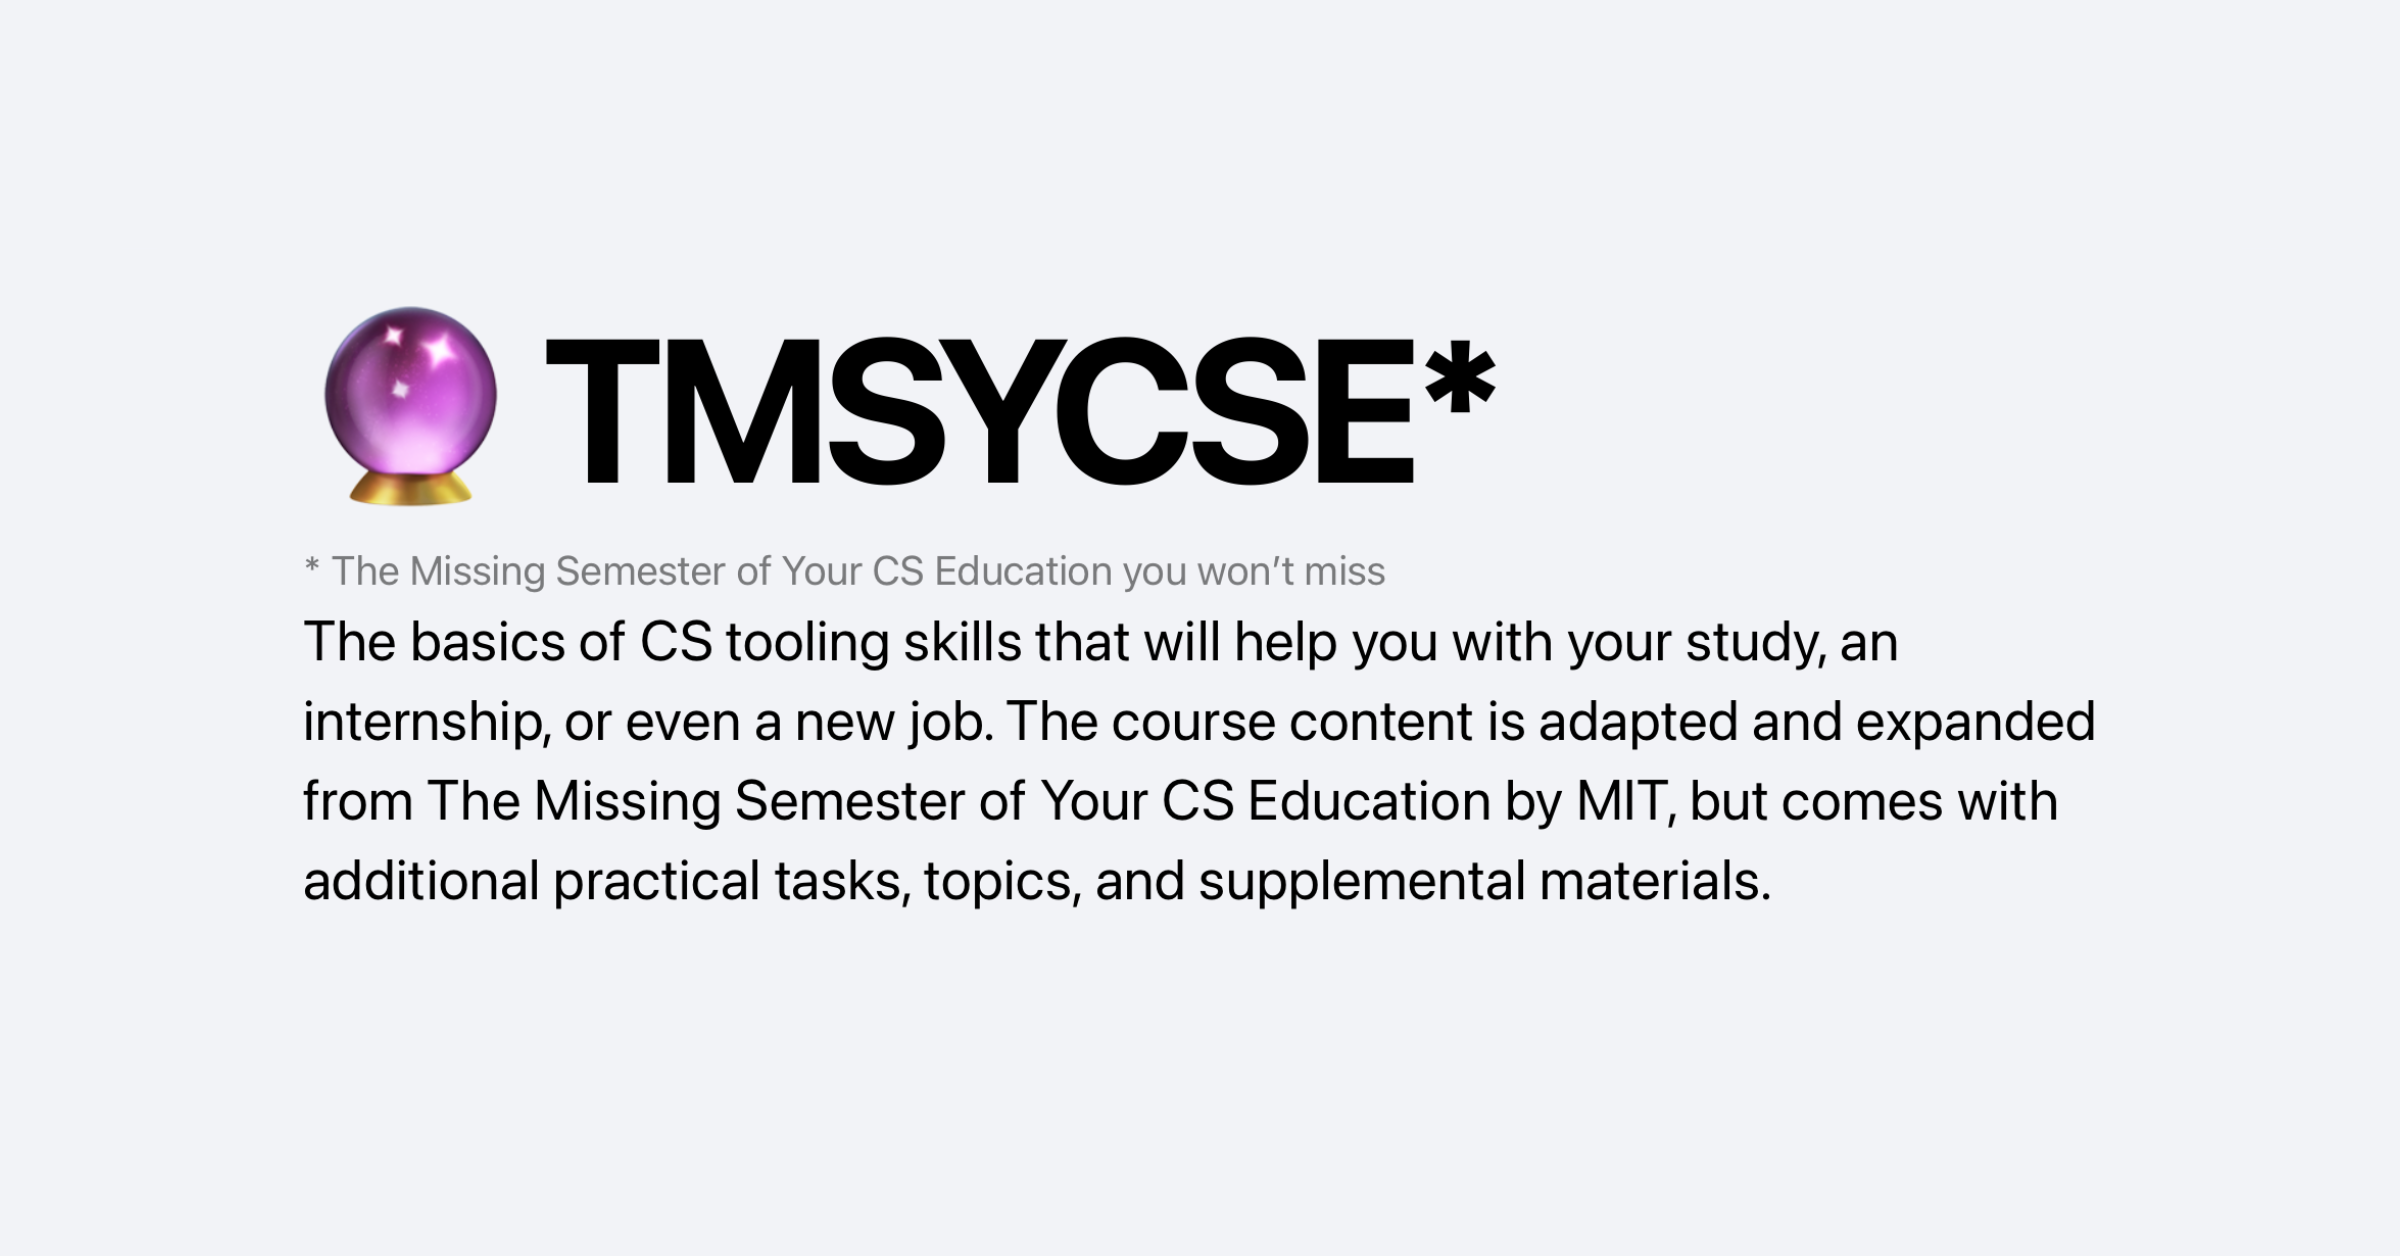 TMSYCSE*
* The Missing Semester of Your CS Education you won’t miss
The basics of CS tooling skills that will help you with your study, an
internship, or even a new job. The course content is adapted and expanded
from The Missing Semester of Your CS Education by MIT, but comes with
additional practical tasks, topics, and supplemental materials.